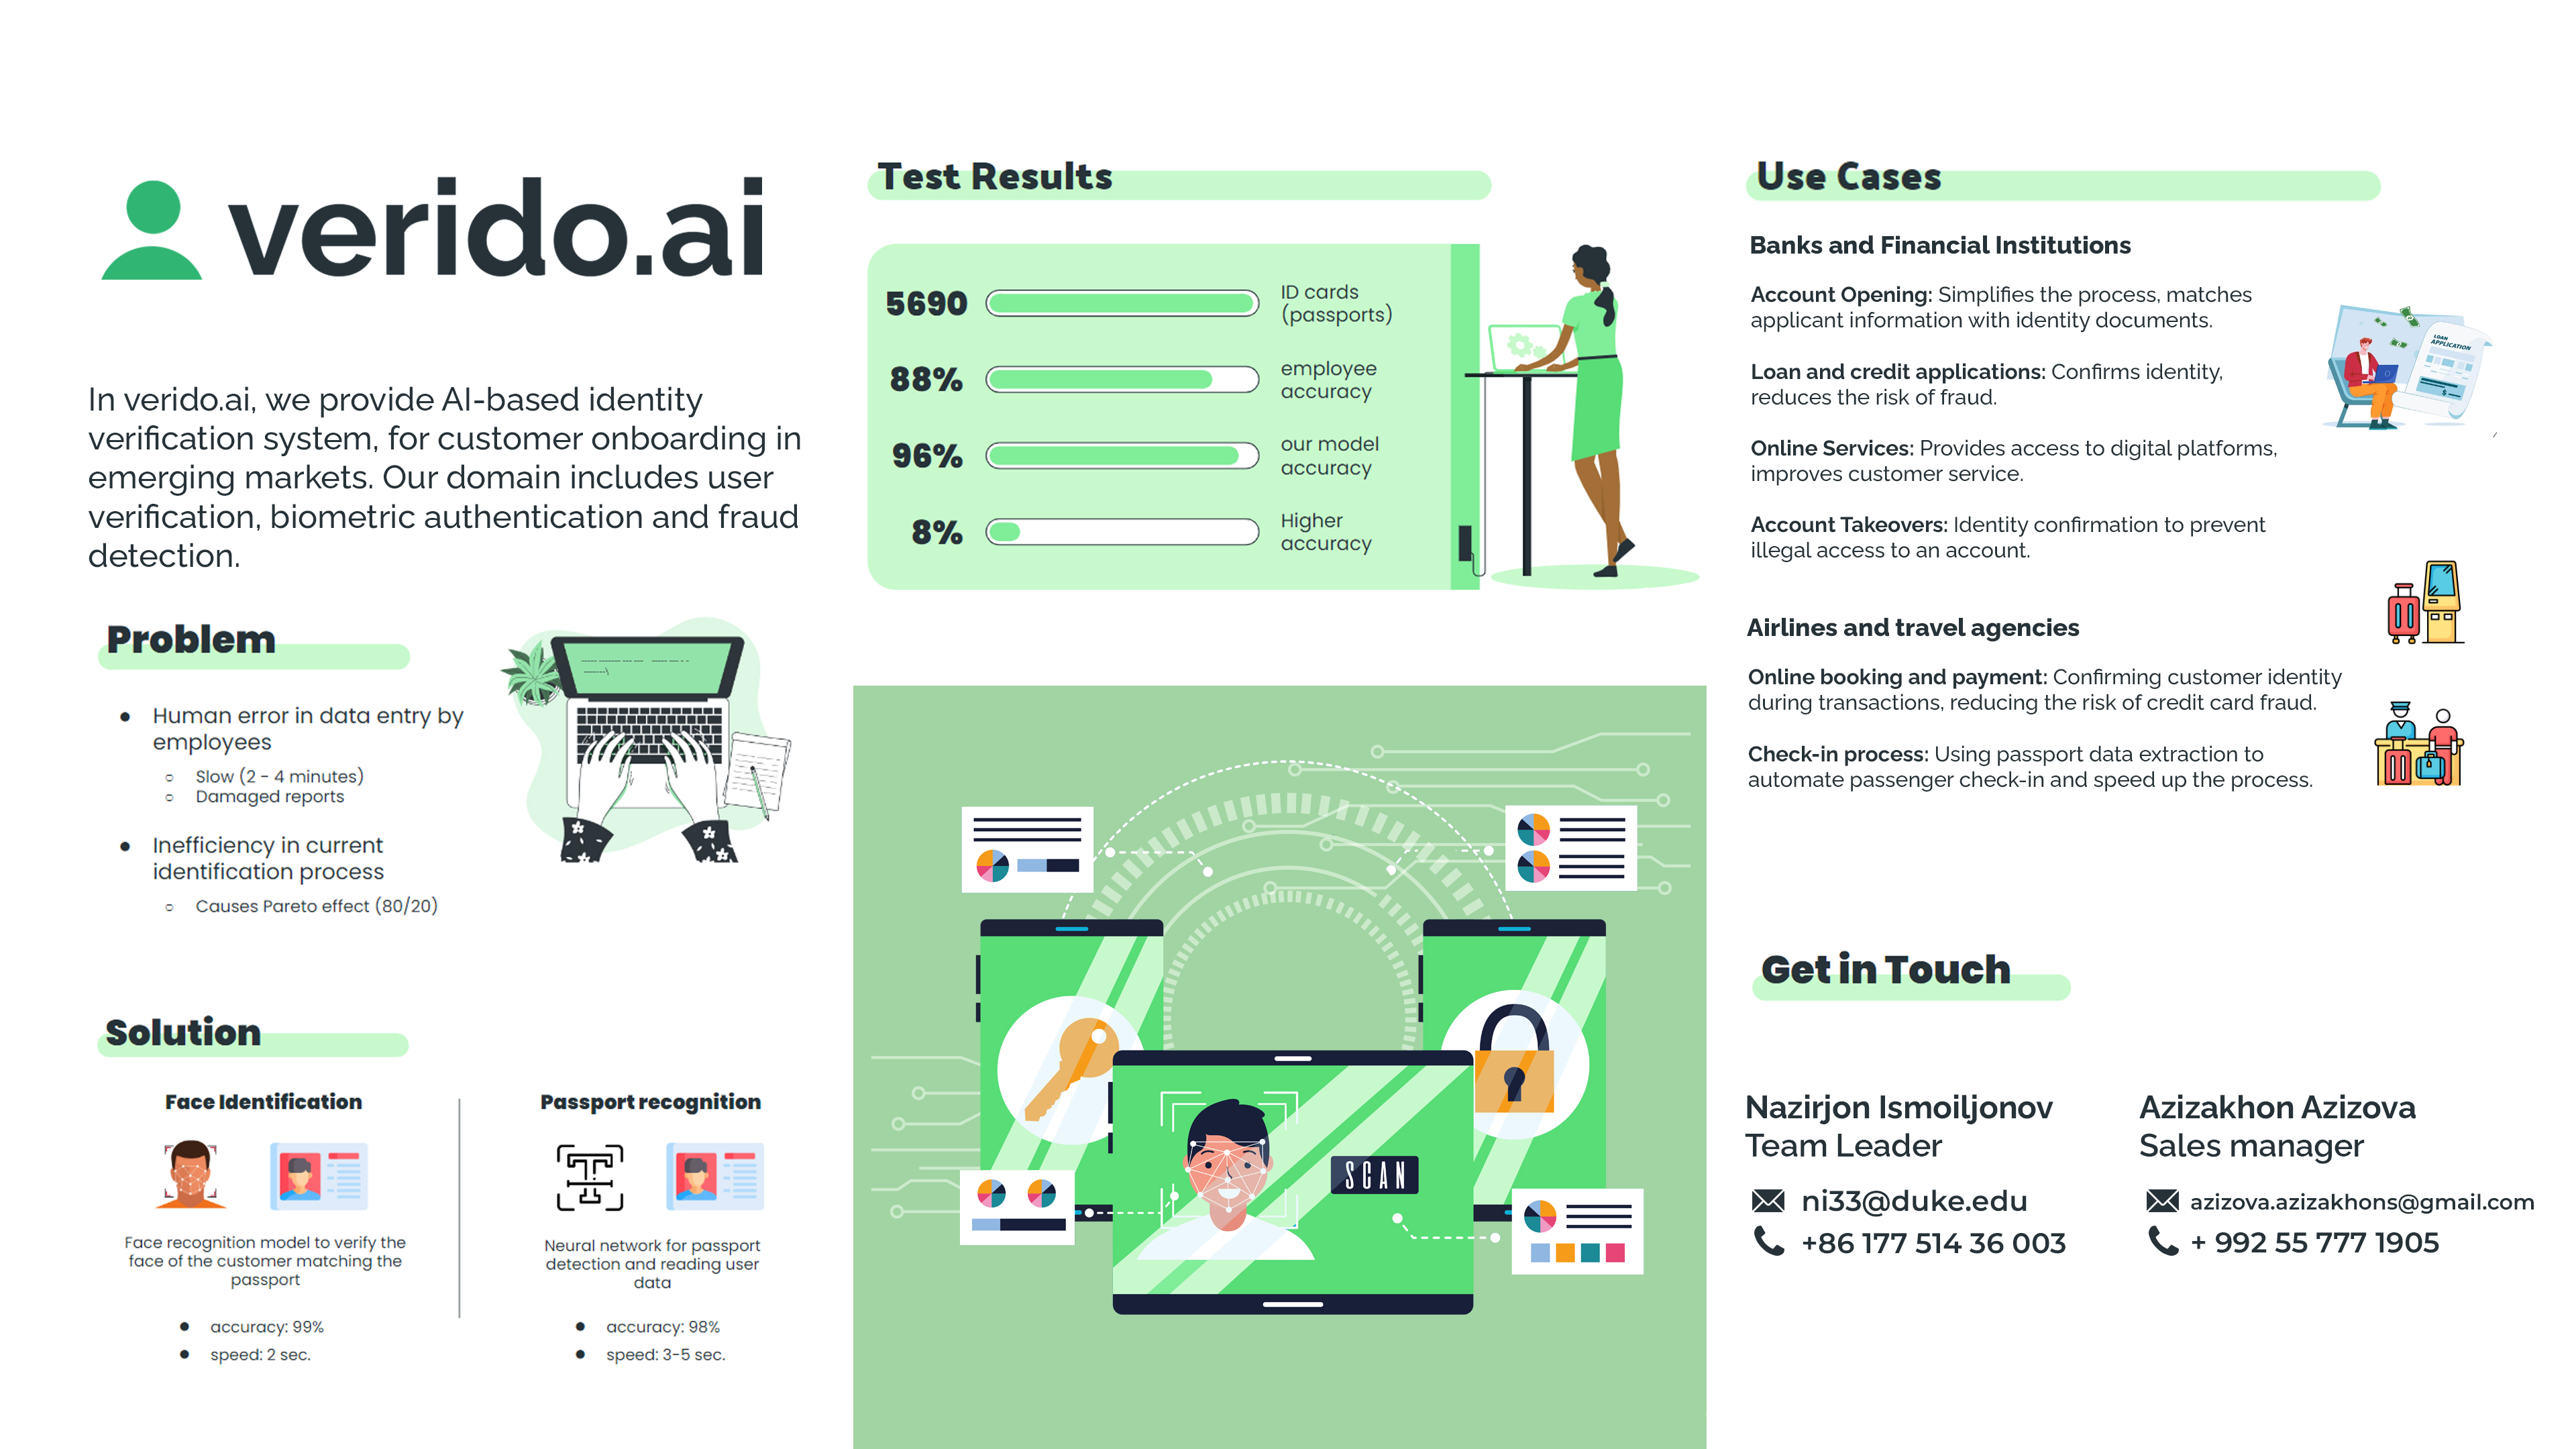 verido.ai
In verido.ai, we provide AI-based identity
verification system, for customer onboarding in
emerging markets. Our domain includes user
verification, biometric authentication and fraud
detection.
Problem
● Human error in data entry by
employees
○ Slow (2 - 4 minutes)
○ Damaged reports
● Inefficiency in current
identification process
○ Causes Pareto effect (80/20)
Solution
Face Identification
Face recognition model to verify the
face of the customer matching the
passport
● accuracy: 99%
● speed: 2 sec.
Passport recognition
Neural network for passport
detection and reading user
data
● accuracy: 98%
● speed: 3-5 sec.
Test Results
5690 ID cards
(passports)
88% employee
accuracy
96% our model
accuracy
8% Higher
accuracy
SCAN
Use Cases
Banks and Financial Institutions
Account Opening: Simplifies the process, matches
applicant information with identity documents.
Loan and credit applications: Confirms identity,
reduces the risk of fraud.
Online Services: Provides access to digital platforms,
improves customer service.
Account Takeovers: Identity confirmation to prevent
illegal access to an account.
LOAN
APPLICATION
Airlines and travel agencies
Online booking and payment: Confirming customer identity
during transactions, reducing the risk of credit card fraud.
Check-in process: Using passport data extraction to
automate passenger check-in and speed up the process.
Get in Touch
Nazirjon Ismoiljonov
Team Leader
ni33@duke.edu
+86 177 514 36 003
Azizakhon Azizova
Sales manager
azizova.azizakhons@gmail.com
+ 992 55 777 1905